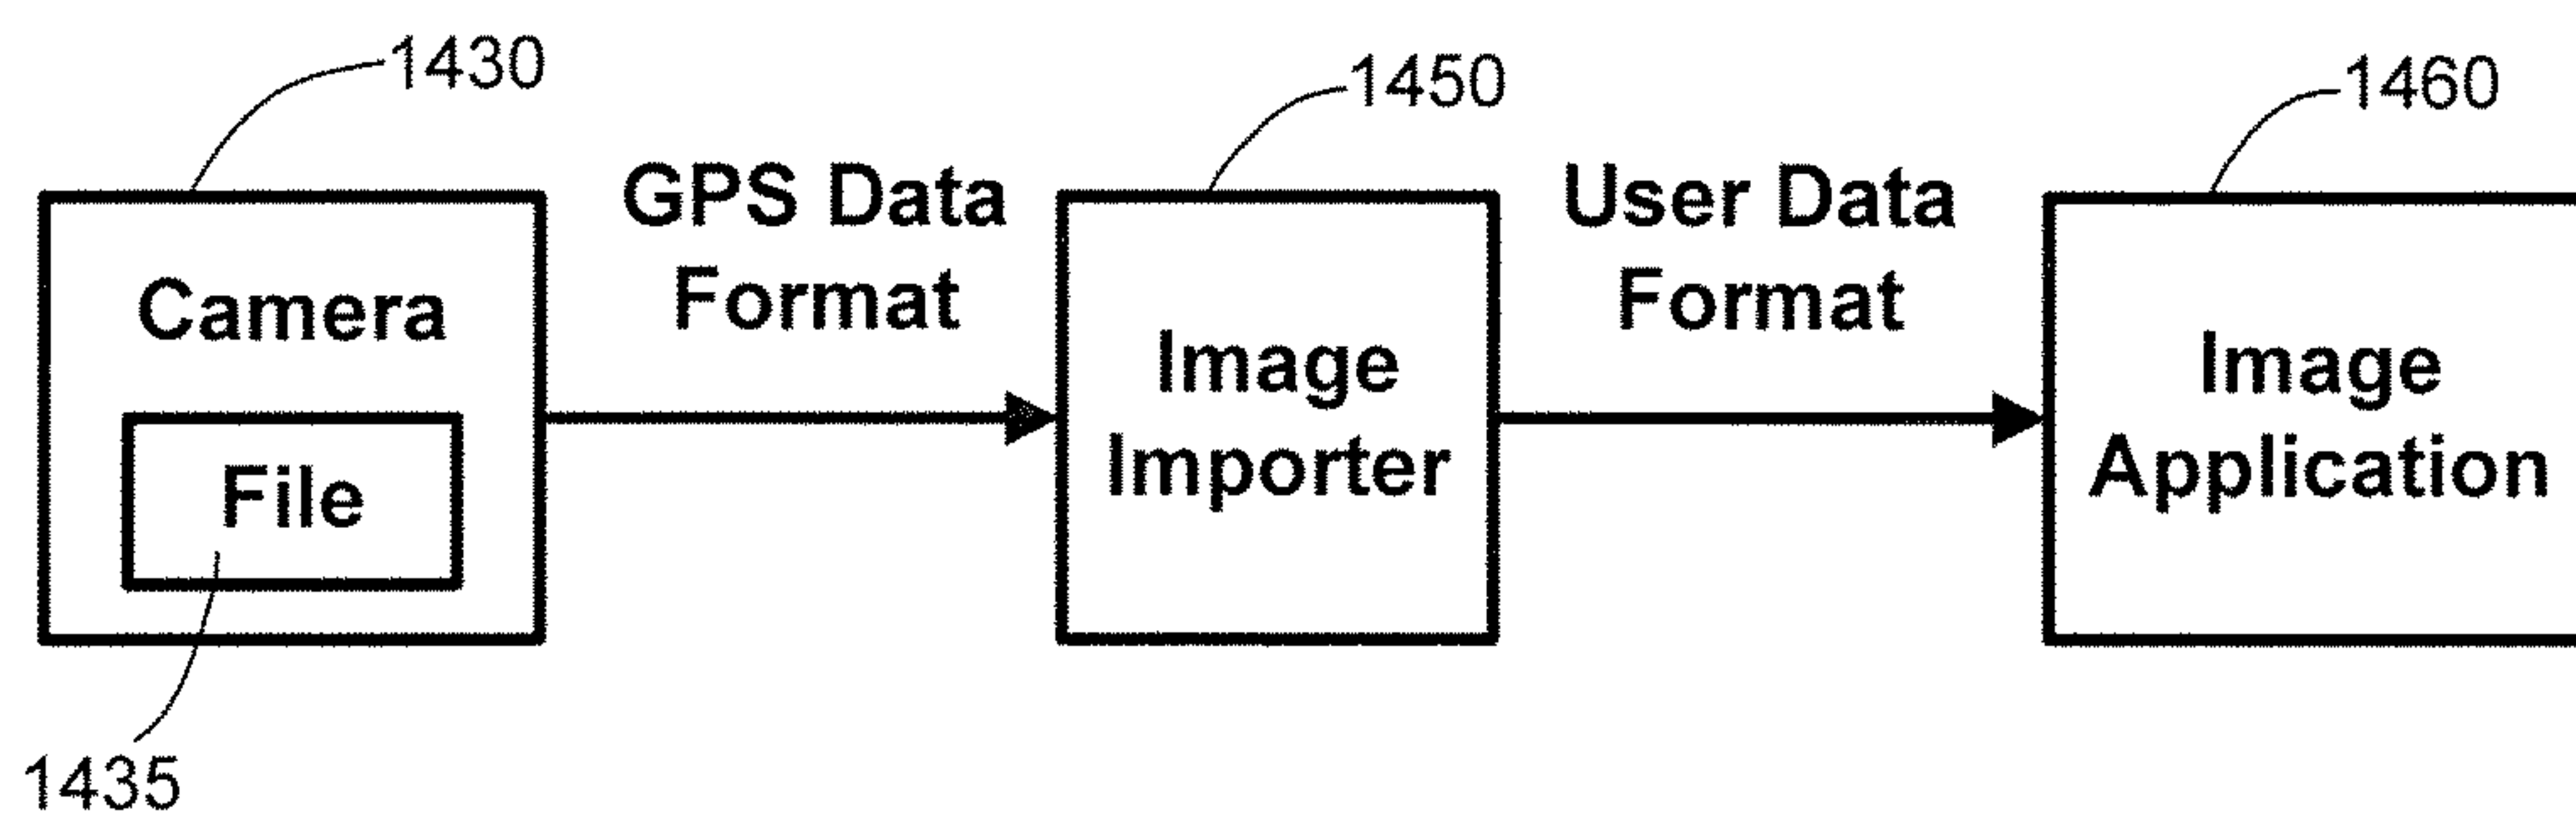 1430
1450
1460
GPS Data
Format
User Data
Format
Camera
File
Image
Importer
Image
Application
1435